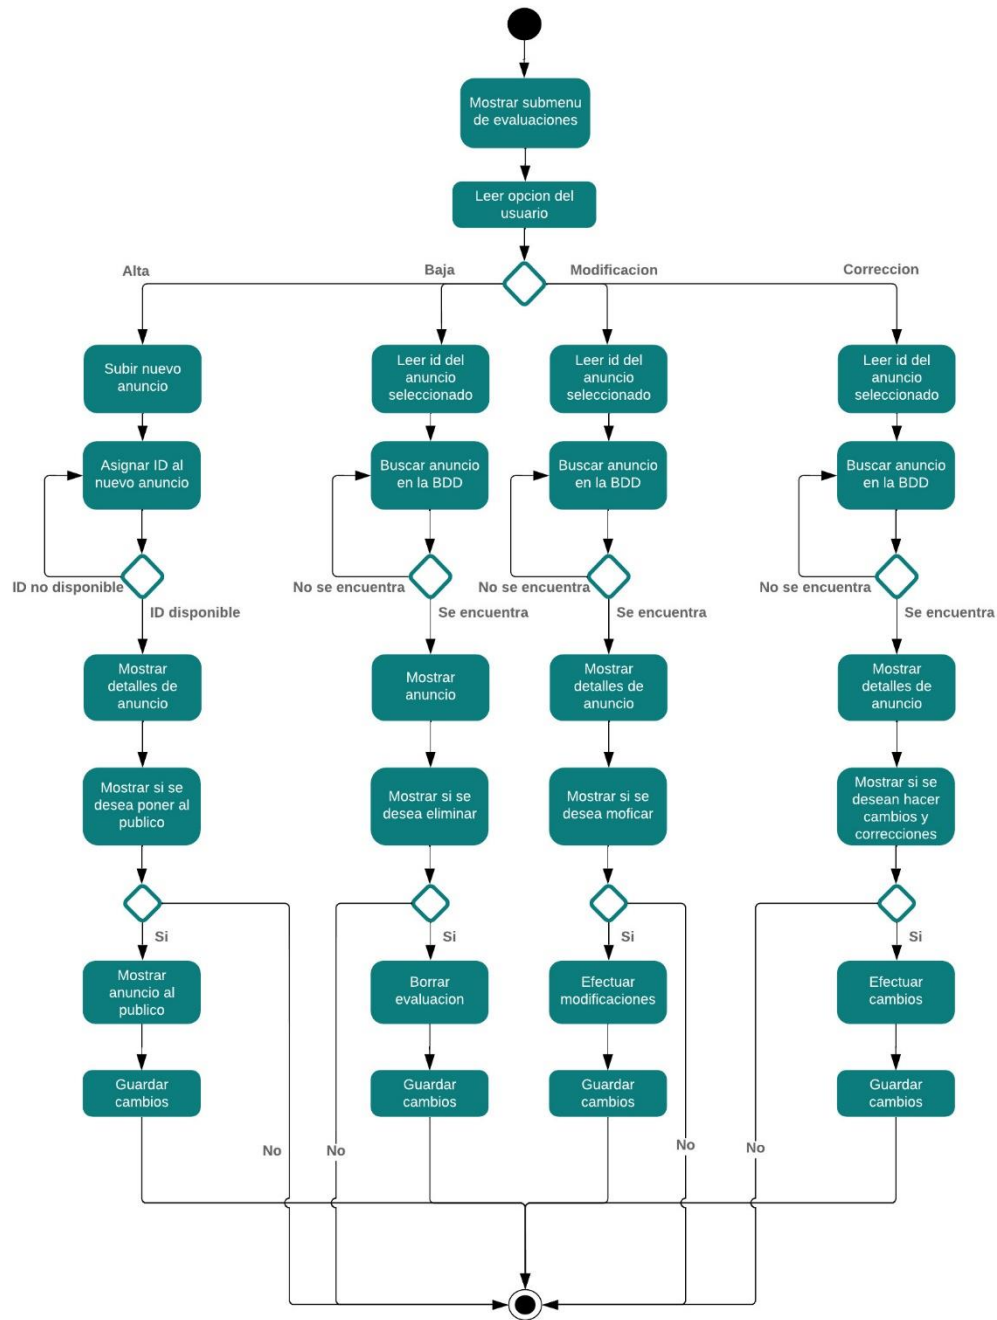 Mostrar submenu
de evaluaciones
Leer opcion del
usuario
Alta
Baja
Modificacion
Correccion
Subir nuevo
anuncio
Leer id del
anuncio
seleccionado
Leer id del
anuncio
seleccionado
Leer id del
anuncio
seleccionado
Asignar ID al
nuevo anuncio
Buscar anuncio
en la BDD
Buscar anuncio
en la BDD
Buscar anuncio
en la BDD
ID no disponible
No se encuentra
No se encuentra
No se encuentra
ID disponible
Se encuentra
Se encuentra
Se encuentra
Mostrar
detalles de
anuncio
Mostrar
anuncio
Mostrar
detalles de
anuncio
Mostrar
detalles de
anuncio
Mostrar si se
desea poner al
publico
Mostrar si se
desea eliminar
Mostrar si se
desea moficar
Mostrar si se
desean hacer
cambios y
correcciones
Si
Si
Si
Si
Mostrar
anuncio al
publico
Borrar
evaluacion
Efectuar
modificaciones
Efectuar
cambios
Guardar
cambios
Guardar
cambios
Guardar
cambios
Guardar
cambios
No
No
No
No